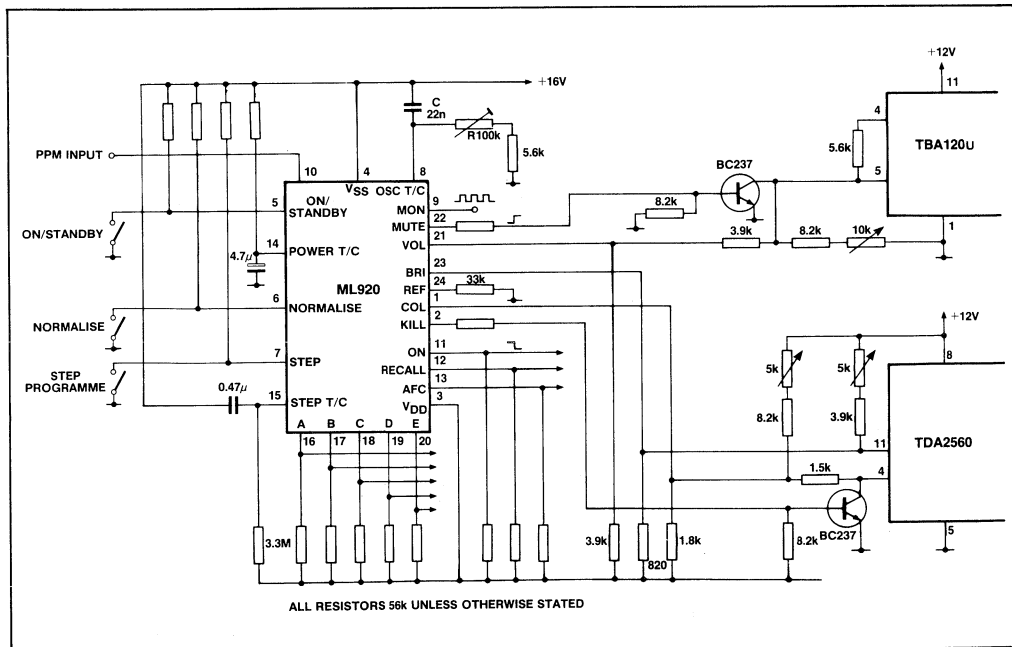 +16V
+12V
C
22n
R100k
5.6k
11
4
5.6k
TBA120U
PPM INPUT
10
4
8
BC237
5
VSS OSC T/C
ON/
STANDBY
5
9
MON
22
MUTE
8.2k
ON/STANDBY
21
VOL
3.9k
8.2k
10k
1
14
POWER T/C
4.7µ
23
BRI
24
REF
33k
ML920
1
COL
6
NORMALISE
2
KILL
+12V
NORMALISE
11
ON
8
7
STEP
12
RECALL
5k
5k
STEP
PROGRAMME
13
AFC
0.47µ
15
STEP T/C
3
VDD
8.2k
3.9k
A B C D E
16 17 18 19 20
11
TDA2560
1.5k
4
BC237
3.3M
3.9k
820
1.8k
8.2k
5
ALL RESISTORS 56k UNLESS OTHERWISE STATED